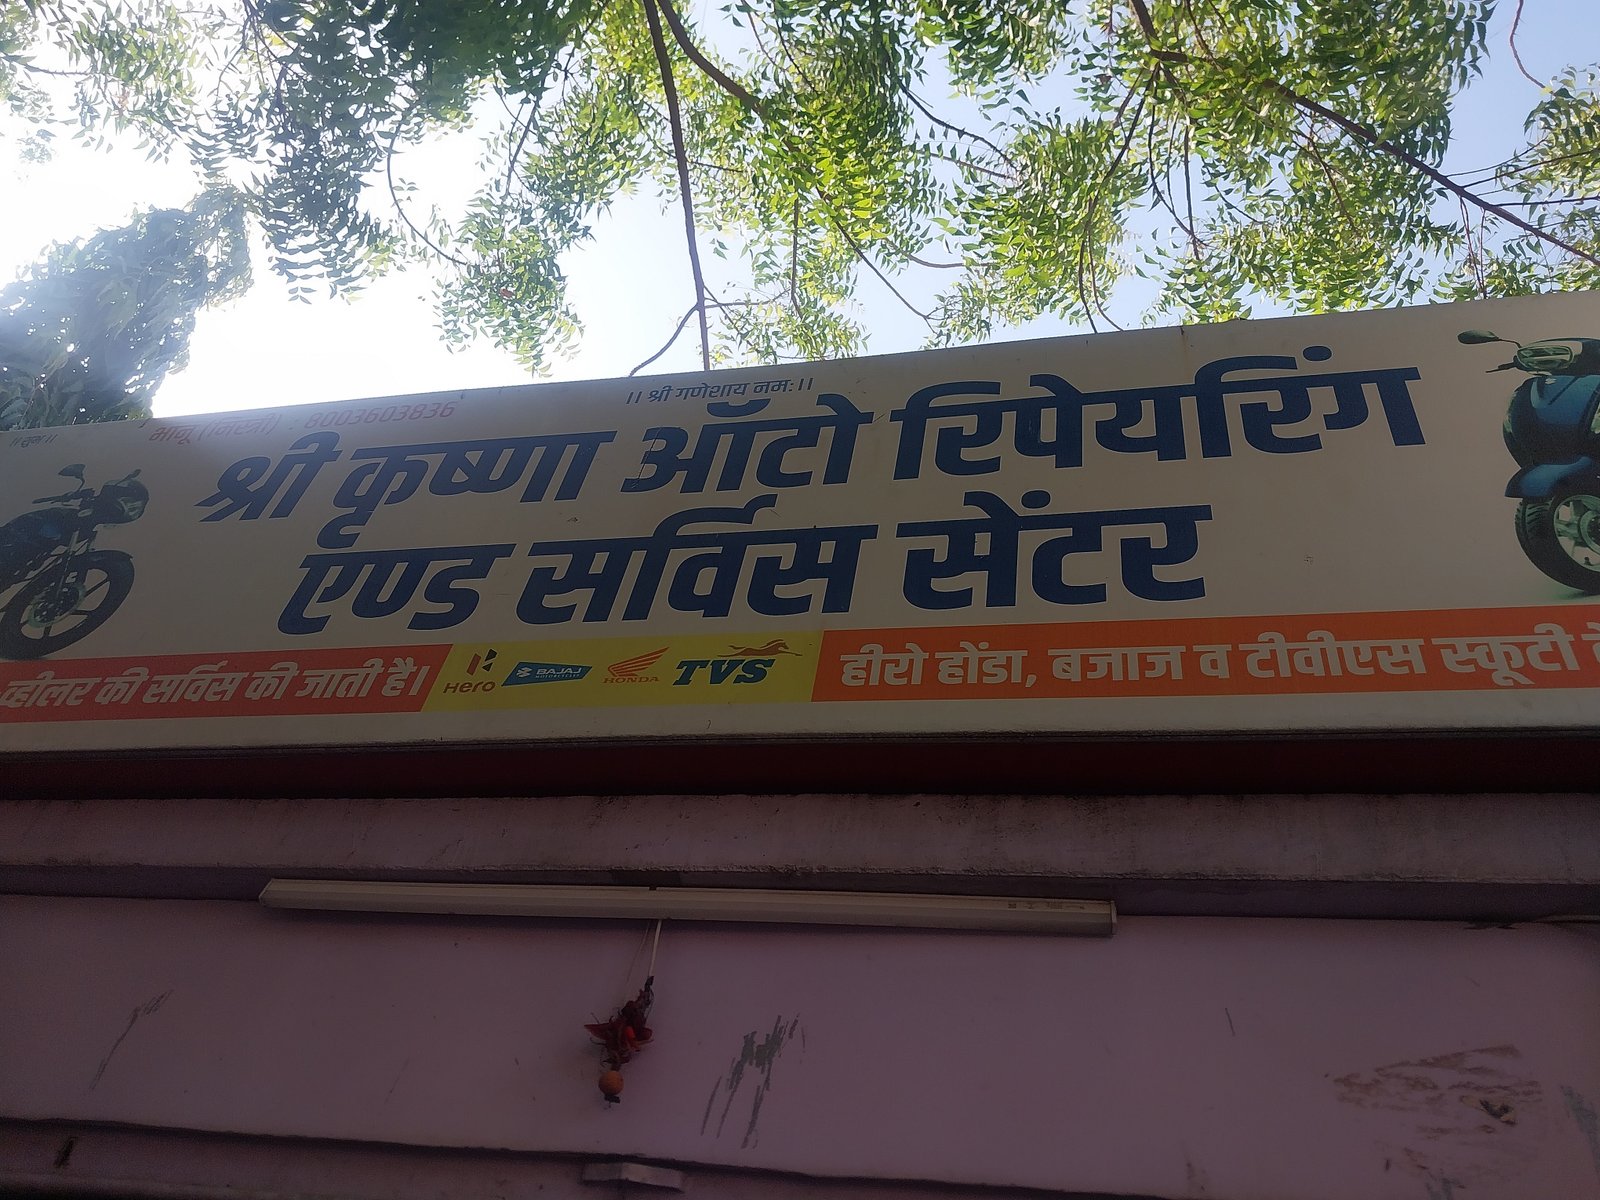 ।। श्री गणेशाय नमः ।।
।। शुभ ।।
भानू (मिस्त्री) : 8003603836
श्री कृष्णा ऑटो रिपेयरिंग
एण्ड सर्विस सेंटर
व्हीलर की सर्विस की जाती है।
Hero
BAJAJ
HONDA
TVS
हीरो होंडा, बजाज व टीवीएस स्कूटी